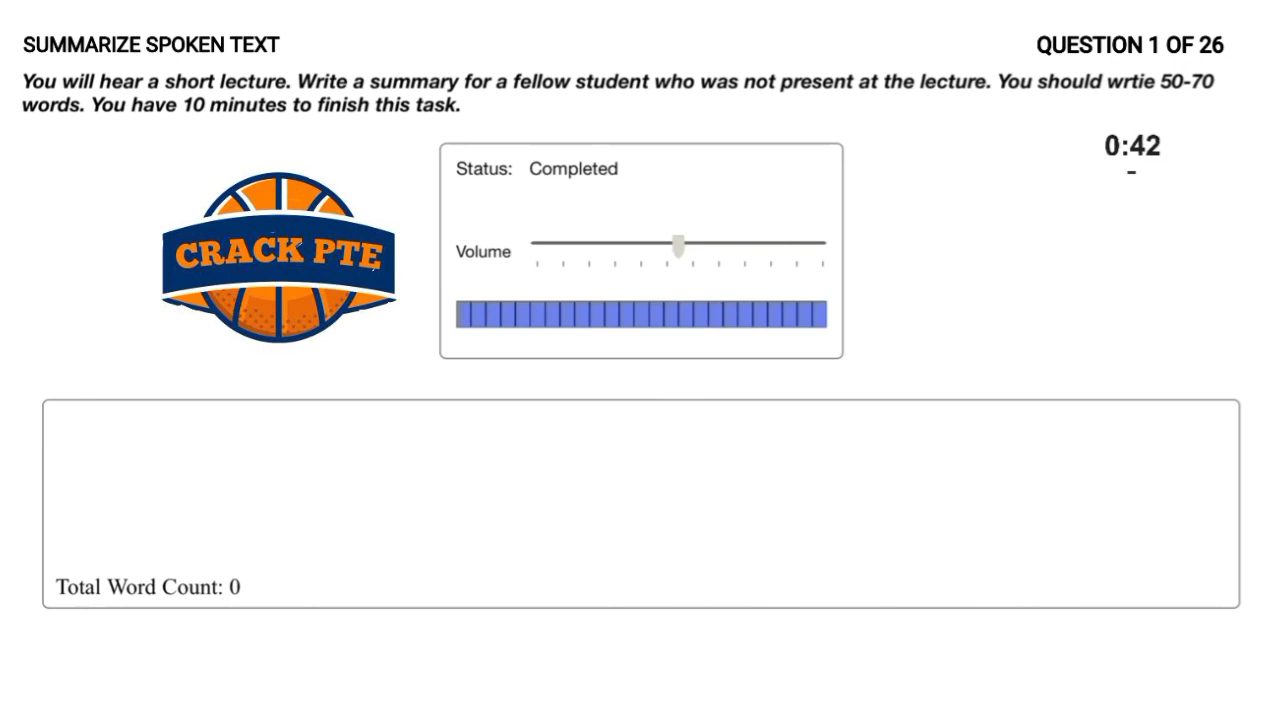 SUMMARIZE SPOKEN TEXT
QUESTION 1 OF 26
You will hear a short lecture. Write a summary for a fellow student who was not present at the lecture. You should wrtie 50-70
words. You have 10 minutes to finish this task.
0:42
-
Status: Completed
CRACK PTE
Volume
Total Word Count: 0